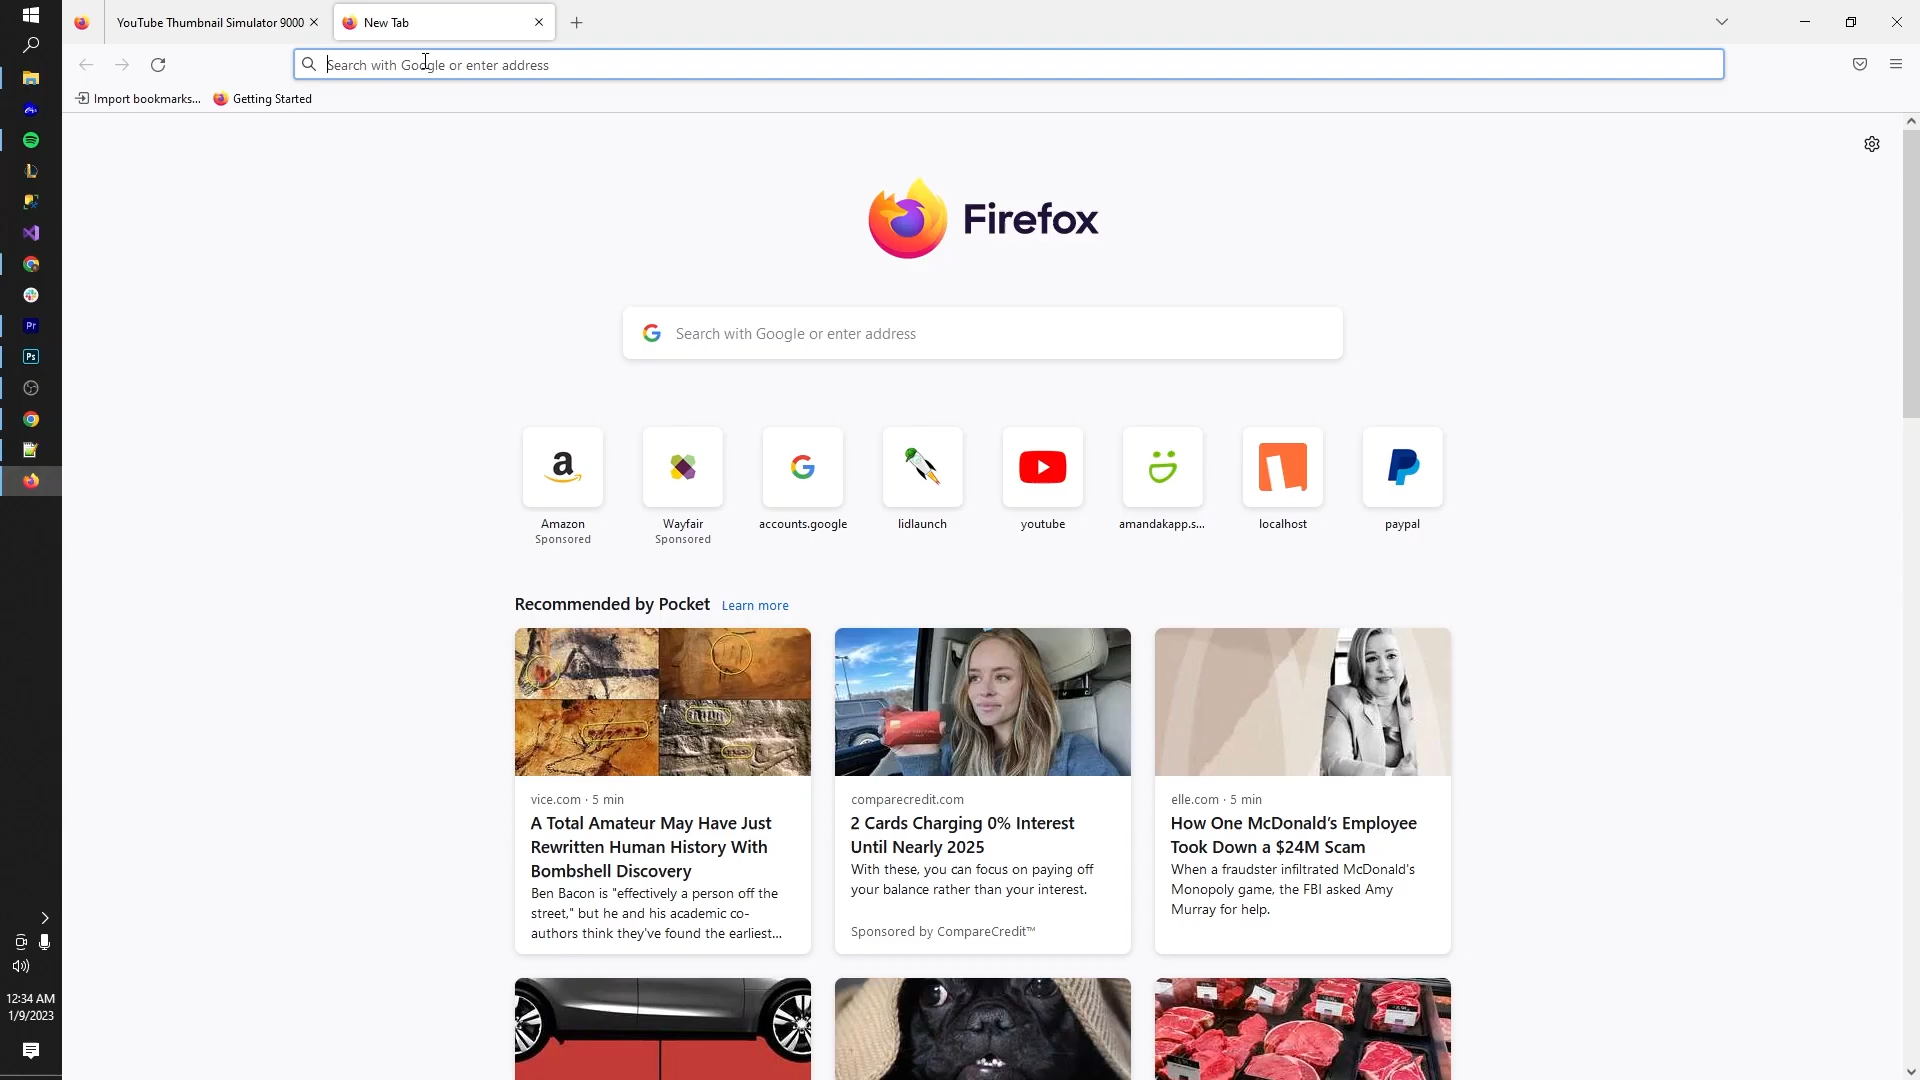 YouTube Thumbnail Simulator 9000
New Tab
Search with Google or enter address
Import bookmarks...
Getting Started
Firefox
Search with Google or enter address
Amazon
Sponsored
Wayfair
Sponsored
accounts.google
lidlaunch
youtube
amandakapp.s...
localhost
paypal
Recommended by Pocket Learn more
vice.com · 5 min
A Total Amateur May Have Just
Rewritten Human History With
Bombshell Discovery
Ben Bacon is "effectively a person off the
street," but he and his academic co-
authors think they've found the earliest...
comparecredit.com
2 Cards Charging 0% Interest
Until Nearly 2025
With these, you can focus on paying off
your balance rather than your interest.
Sponsored by CompareCredit™
elle.com · 5 min
How One McDonald's Employee
Took Down a $24M Scam
When a fraudster infiltrated McDonald's
Monopoly game, the FBI asked Amy
Murray for help.
Pr
Ps
12:34 AM
1/9/2023